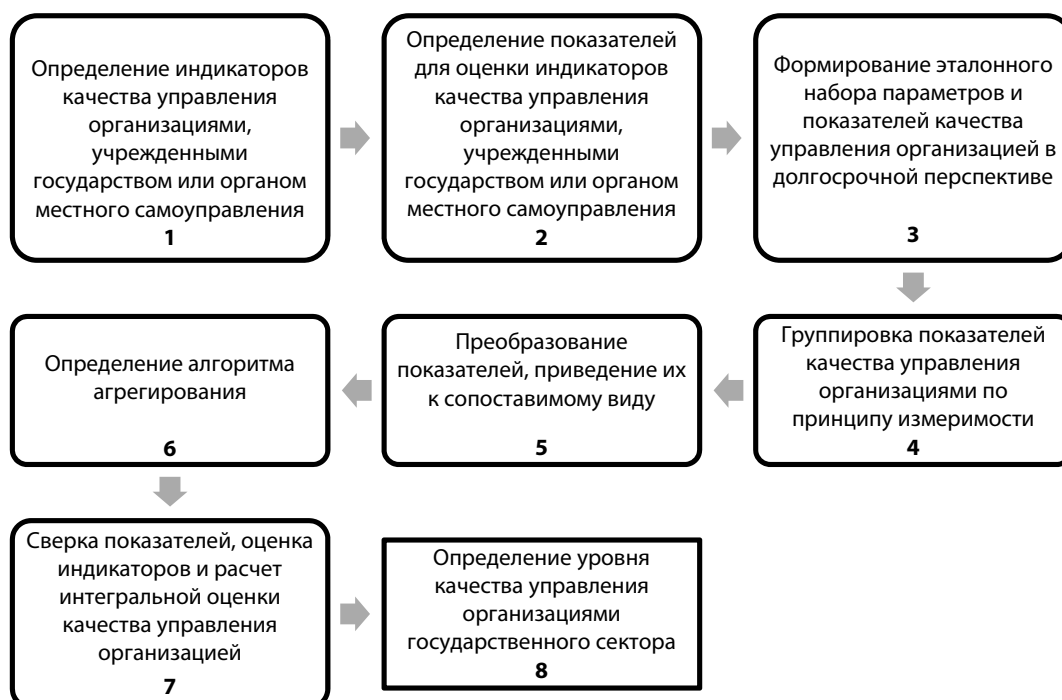 Определение индикаторов
качества управления
организациями,
учрежденными
государством или органом
местного самоуправления
1
Определение показателей
для оценки индикаторов
качества управления
организациями,
учрежденными
государством или органом
местного самоуправления
2
Формирование эталонного
набора параметров и
показателей качества
управления организацией в
долгосрочной перспективе
3
Группировка показателей
качества управления
организациями по
принципу измеримости
4
Преобразование
показателей, приведение их
к сопоставимому виду
5
Определение алгоритма
агрегирования
6
Сверка показателей, оценка
индикаторов и расчет
интегральной оценки
качества управления
организацией
7
Определение уровня
качества управления
организациями
государственного сектора
8